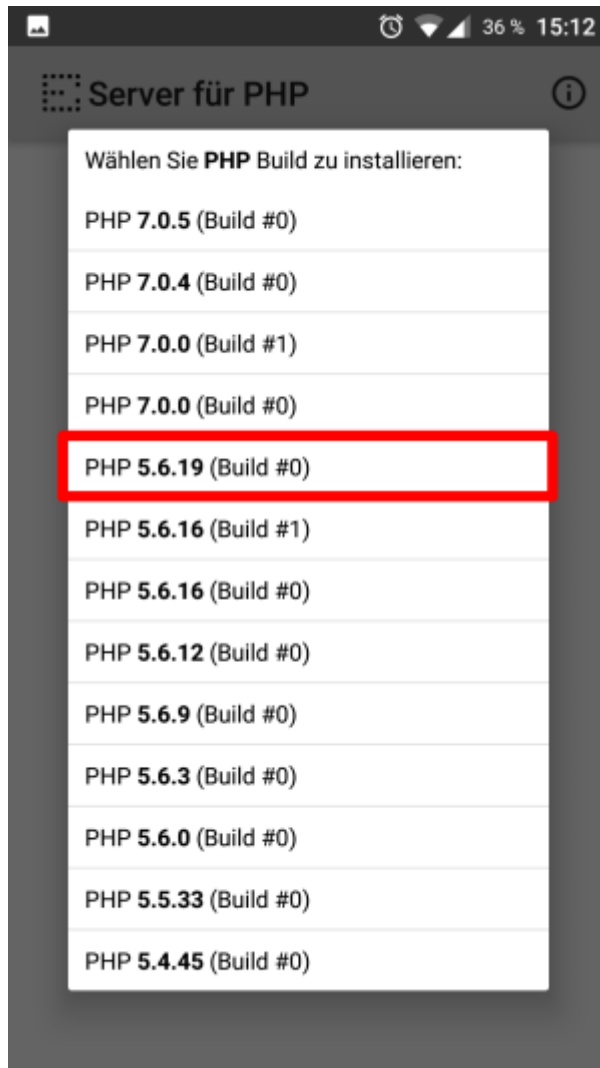 36 % 15:12
Server für PHP
Wählen Sie PHP Build zu installieren:
PHP 7.0.5 (Build #0)
PHP 7.0.4 (Build #0)
PHP 7.0.0 (Build #1)
PHP 7.0.0 (Build #0)
PHP 5.6.19 (Build #0)
PHP 5.6.16 (Build #1)
PHP 5.6.16 (Build #0)
PHP 5.6.12 (Build #0)
PHP 5.6.9 (Build #0)
PHP 5.6.3 (Build #0)
PHP 5.6.0 (Build #0)
PHP 5.5.33 (Build #0)
PHP 5.4.45 (Build #0)